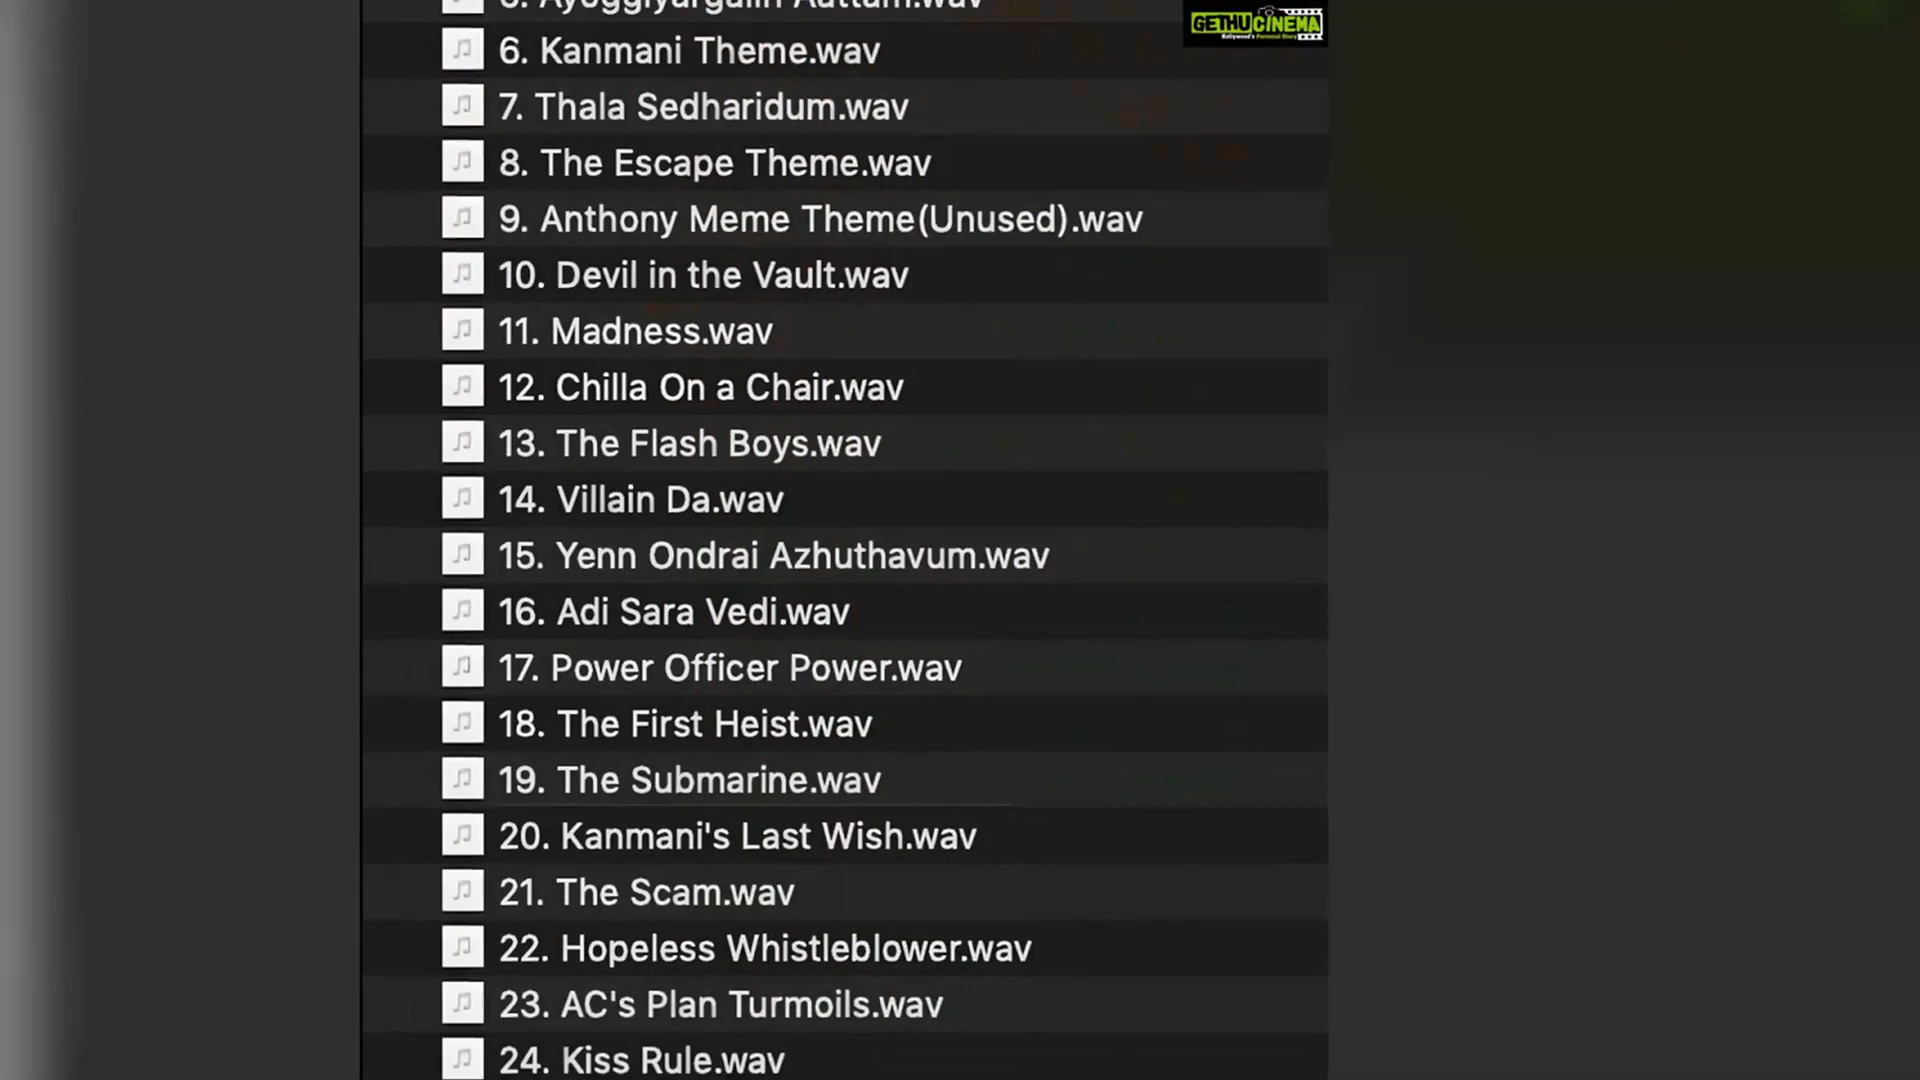 GETHU CINEMA
6. Kanmani Theme.wav
7. Thala Sedharidum.wav
8. The Escape Theme.wav
9. Anthony Meme Theme(Unused).wav
10. Devil in the Vault.wav
11. Madness.wav
12. Chilla On a Chair.wav
13. The Flash Boys.wav
14. Villain Da.wav
15. Yenn Ondrai Azhuthavum.wav
16. Adi Sara Vedi.wav
17. Power Officer Power.wav
18. The First Heist.wav
19. The Submarine.wav
20. Kanmani's Last Wish.wav
21. The Scam.wav
22. Hopeless Whistleblower.wav
23. AC's Plan Turmoils.wav
24. Kiss Rule.wav